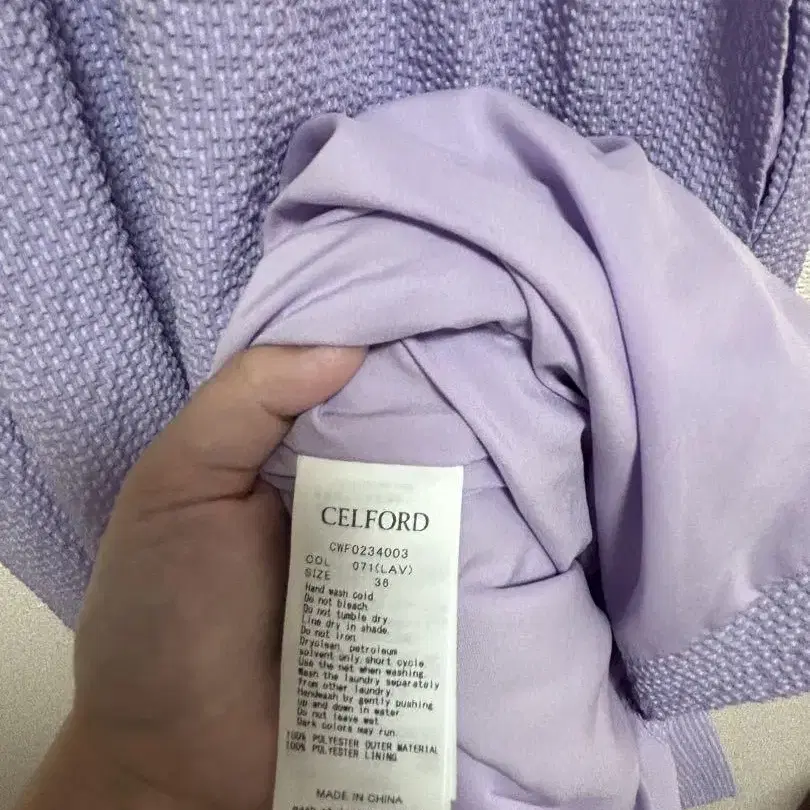 CELFORD
CWFO234003
COL 071(LAV)
SIZE 36
Hand wash cold
Do not bleach
Do not tumble dry
Line dry in shade
Do not iron
Dryclean, petroleum
solvent only, short cycle
Use the net when washing.
Wash the laundry separately
from other laundry.
Handwash by gently pushing
up and down in water
Do not leave wet
Dark colors may run.
100% POLYESTER OUTER MATERIAL
100% POLYESTER LINING
MADE IN CHINA